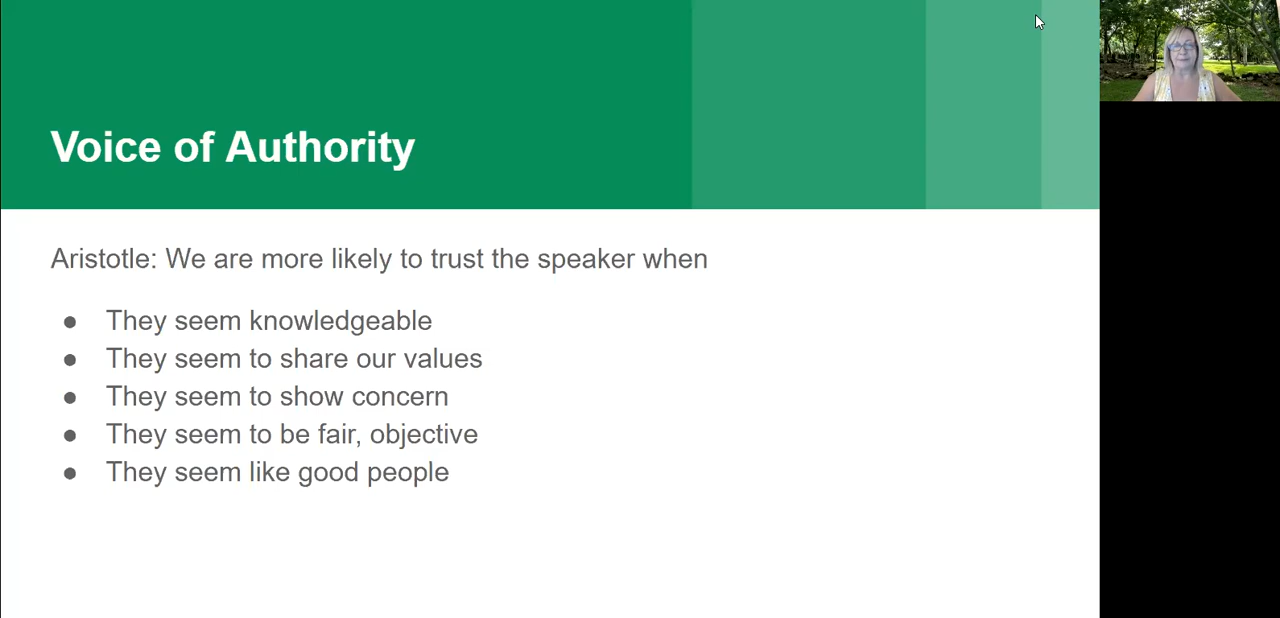 Voice of Authority
Aristotle: We are more likely to trust the speaker when
● They seem knowledgeable
● They seem to share our values
● They seem to show concern
● They seem to be fair, objective
● They seem like good people